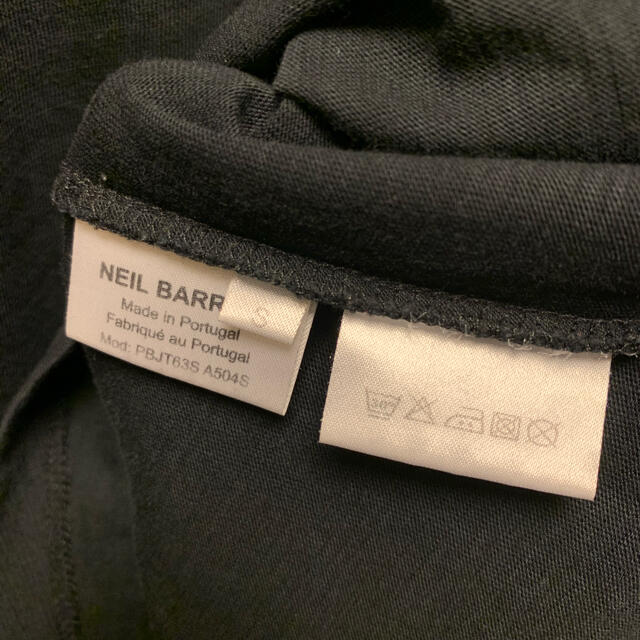 NEIL BARR
S
Made in Portugal
Fabriqué au Portugal
Mod: PBJT63S A504S